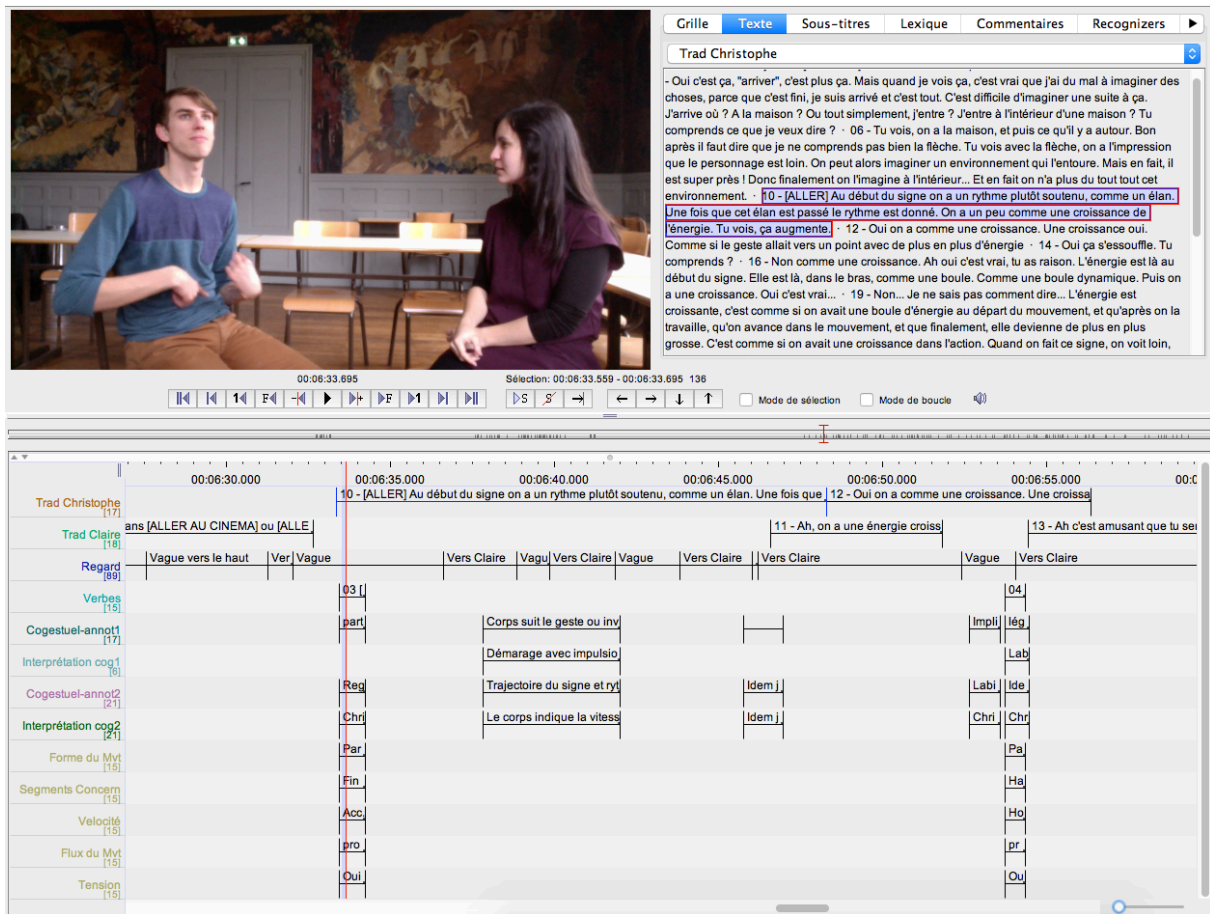 Grille Texte Sous-titres Lexique Commentaires Recognizers
Trad Christophe
- Oui c'est ça, "arriver", c'est plus ça. Mais quand je vois ça, c'est vrai que j'ai du mal à imaginer des
choses, parce que c'est fini, je suis arrivé et c'est tout. C'est difficile d'imaginer une suite à ça.
J'arrive où ? A la maison ? Ou tout simplement, j'entre ? J'entre à l'intérieur d'une maison ? Tu
comprends ce que je veux dire ? · 06 - Tu vois, on a la maison, et puis ce qu'il y a autour. Bon
après il faut dire que je ne comprends pas bien la flèche. Tu vois avec la flèche, on a l'impression
que le personnage est loin. On peut alors imaginer un environnement qui l'entoure. Mais en fait, il
est super près ! Donc finalement on l'imagine à l'intérieur... Et en fait on n'a plus du tout tout cet
environnement. · 10 - [ALLER] Au début du signe on a un rythme plutôt soutenu, comme un élan.
Une fois que cet élan est passé le rythme est donné. On a un peu comme une croissance de
l'énergie. Tu vois, ça augmente. · 12 - Oui on a comme une croissance. Une croissance oui.
Comme si le geste allait vers un point avec de plus en plus d'énergie · 14 - Oui ça s'essouffle. Tu
comprends ? · 16 - Non comme une croissance. Ah oui c'est vrai, tu as raison. L'énergie est là au
début du signe. Elle est là, dans le bras, comme une boule. Comme une boule dynamique. Puis on
a une croissance. Oui c'est vrai... · 19 - Non... Je ne sais pas comment dire... L'énergie est
croissante, c'est comme si on avait une boule d'énergie au départ du mouvement, et qu'après on la
travaille, qu'on avance dans le mouvement, et que finalement, elle devienne de plus en plus
grosse. C'est comme si on avait une croissance dans l'action. Quand on fait ce signe, on voit loin,
00:06:33.695 Sélection: 00:06:33.559 - 00:06:33.695 136
Mode de sélection Mode de boucle
00:06:30.000 00:06:35.000 00:06:40.000 00:06:45.000 00:06:50.000 00:06:55.000 00:0
Trad Christophe [17] 10 - [ALLER] Au début du signe on a un rythme plutôt soutenu, comme un élan. Une fois que 12 - Oui on a comme une croissance. Une croissa
Trad Claire [18] ans [ALLER AU CINEMA] ou [ALLE 11 - Ah, on a une énergie croiss 13 - Ah c'est amusant que tu ser
Regard [89] Vague vers le haut Ver Vague Vers Claire Vagu Vers Claire Vague Vers Claire Vers Claire Vague Vers Claire
Verbes [15] 03 [ 04
Cogestuel-annot1 [17] part Corps suit le geste ou inv Impli lég
Interprétation cog1 [6] Démarage avec impulsio Lab
Cogestuel-annot2 [21] Reg Trajectoire du signe et ryt Idem j Labi Ide
Interprétation cog2 [21] Chri Le corps indique la vitess Idem j Chri Chr
Forme du Mvt [15] Par Pa
Segments Concern [15] Fin Ha
Velocité [15] Acc Ho
Flux du Mvt [15] pro pr
Tension [15] Oui Ou